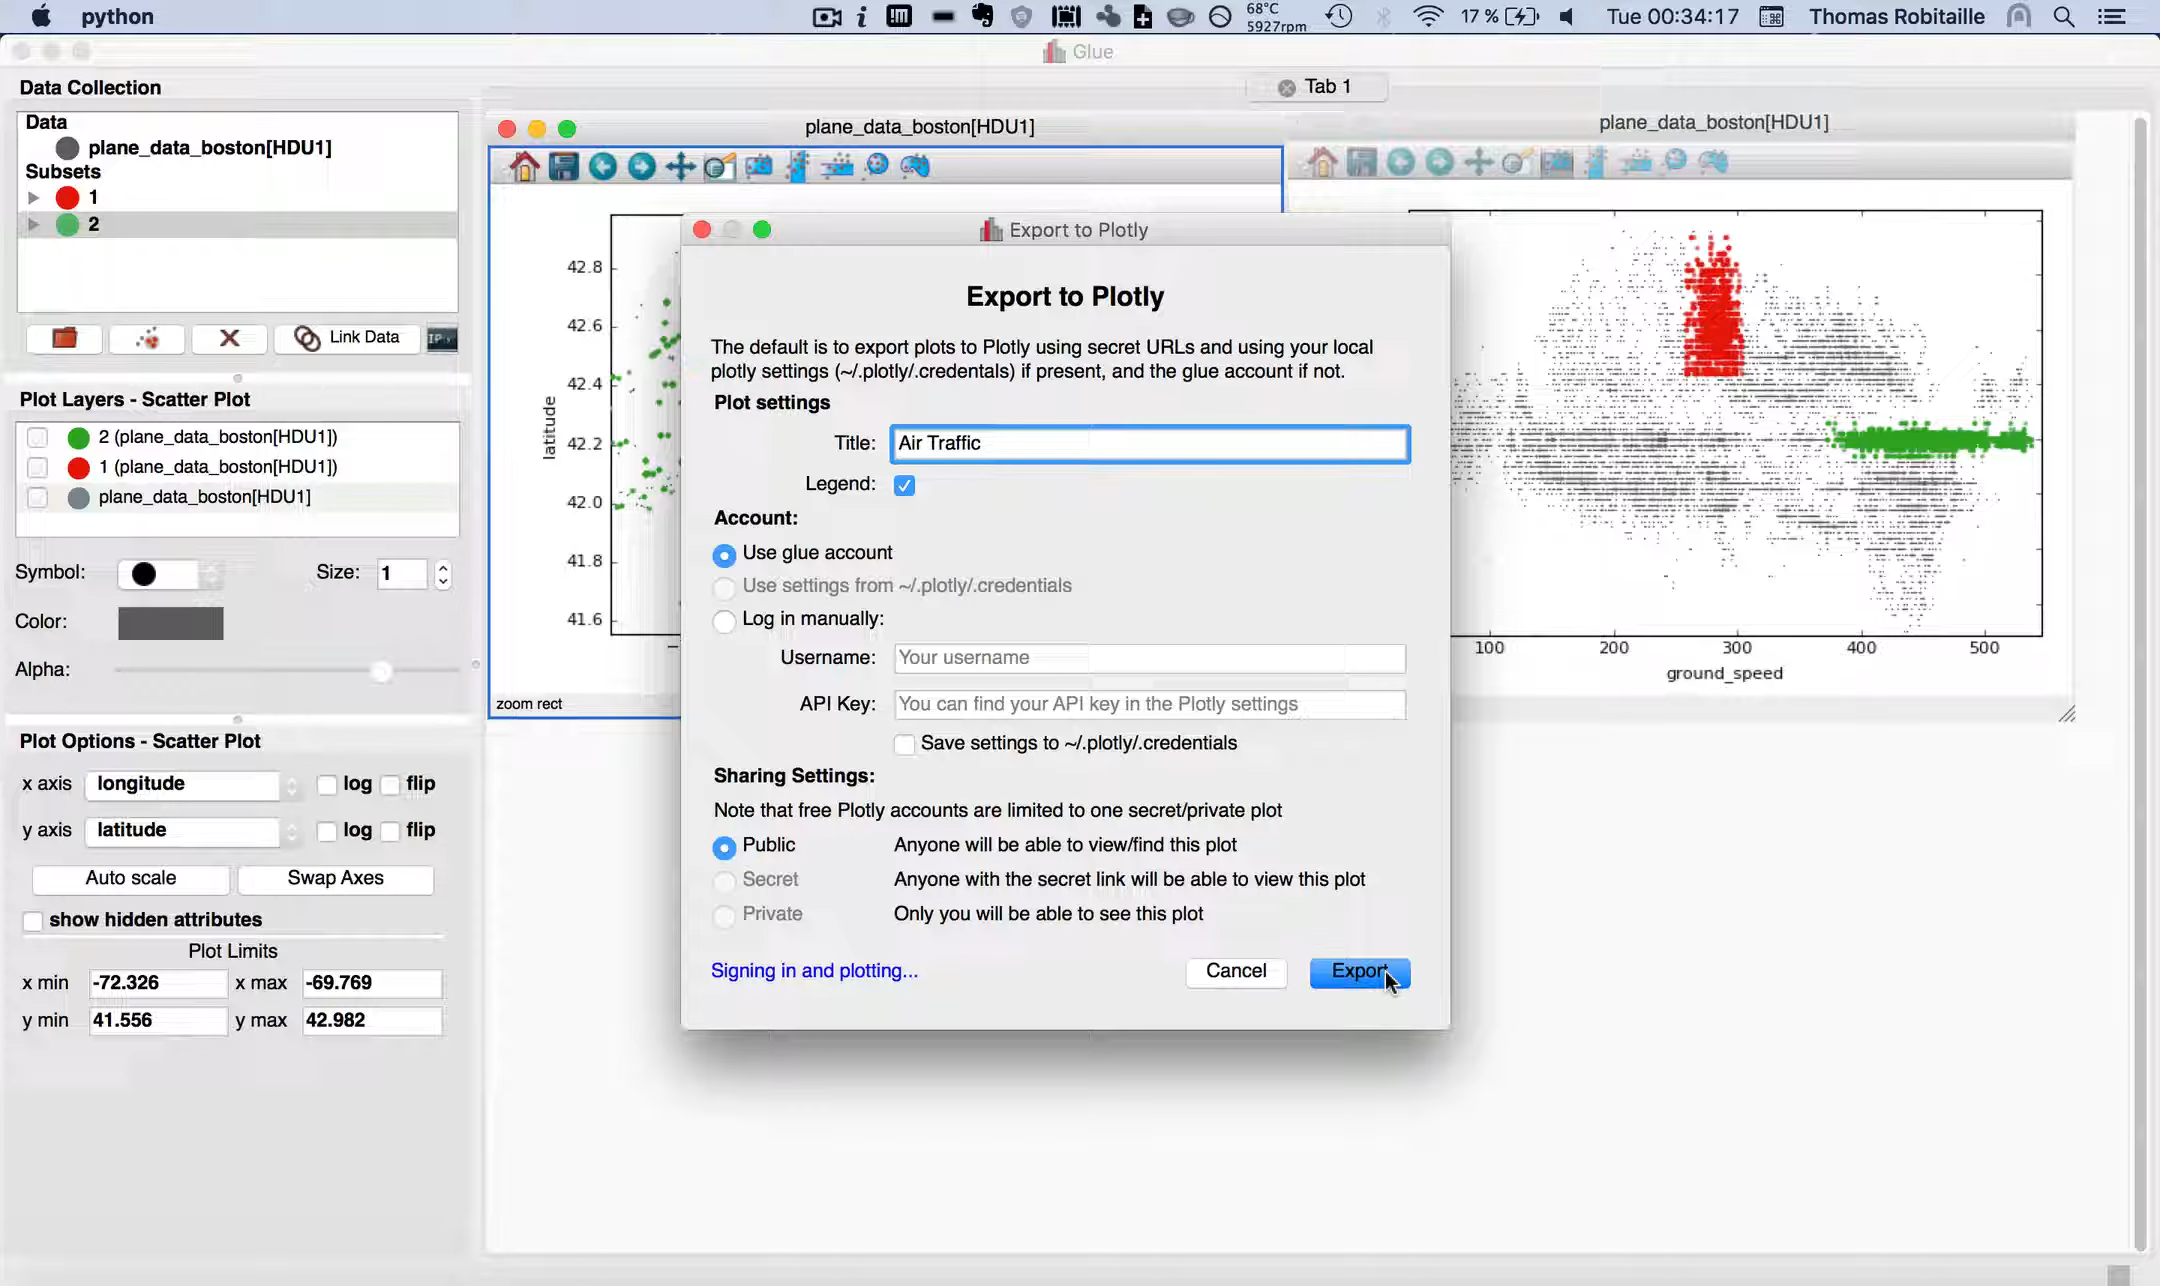 python
68°C
5927rpm
17 %
Tue 00:34:17
Thomas Robitaille
Glue
Data Collection
Data
plane_data_boston[HDU1]
Subsets
1
2
Link Data
Plot Layers - Scatter Plot
2 (plane_data_boston[HDU1])
1 (plane_data_boston[HDU1])
plane_data_boston[HDU1]
Symbol:
Size: 1
Color:
Alpha:
Plot Options - Scatter Plot
x axis longitude log flip
y axis latitude log flip
Auto scale Swap Axes
show hidden attributes
Plot Limits
x min -72.326 x max -69.769
y min 41.556 y max 42.982
Tab 1
plane_data_boston[HDU1]
42.8
42.6
42.4
42.2
42.0
41.8
41.6
latitude
zoom rect
plane_data_boston[HDU1]
100 200 300 400 500
ground_speed
Export to Plotly
Export to Plotly
The default is to export plots to Plotly using secret URLs and using your local
plotly settings (~/.plotly/.credentals) if present, and the glue account if not.
Plot settings
Title: Air Traffic
Legend:
Account:
Use glue account
Use settings from ~/.plotly/.credentials
Log in manually:
Username: Your username
API Key: You can find your API key in the Plotly settings
Save settings to ~/.plotly/.credentials
Sharing Settings:
Note that free Plotly accounts are limited to one secret/private plot
Public Anyone will be able to view/find this plot
Secret Anyone with the secret link will be able to view this plot
Private Only you will be able to see this plot
Signing in and plotting...
Cancel Export